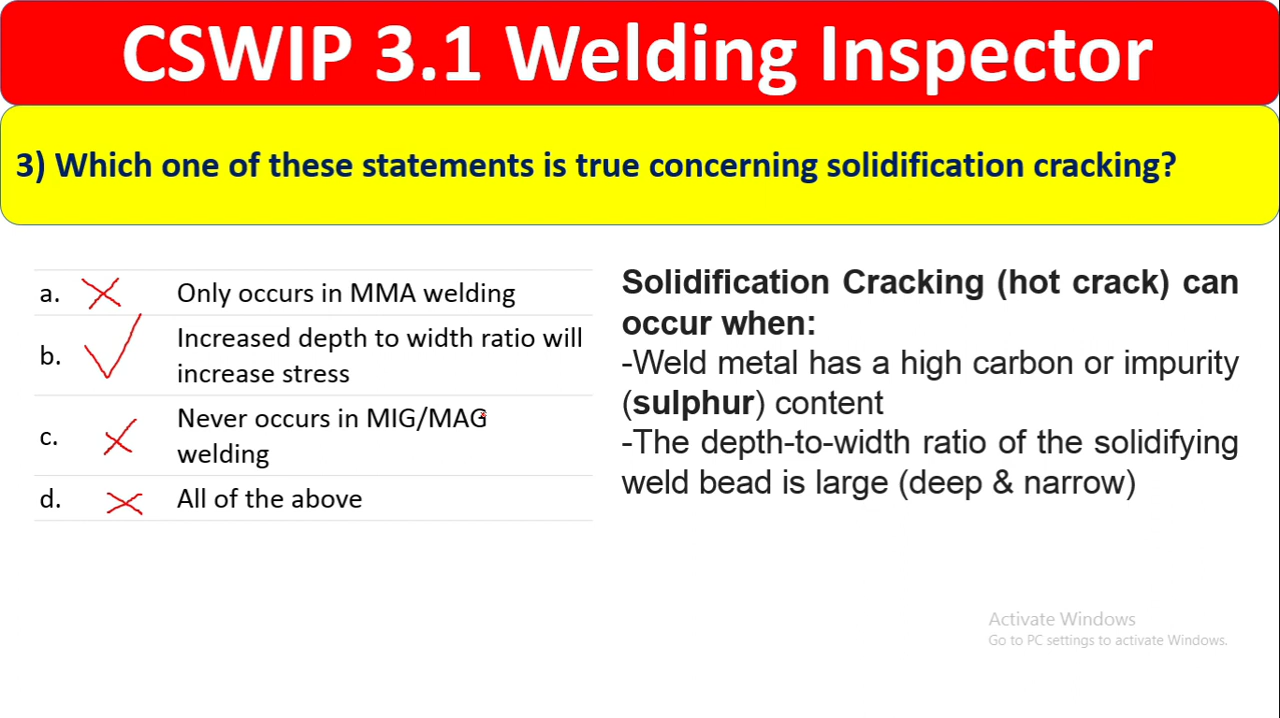 CSWIP 3.1 Welding Inspector
3) Which one of these statements is true concerning solidification cracking?
a. Only occurs in MMA welding
b. Increased depth to width ratio will
increase stress
c. Never occurs in MIG/MAG
welding
d. All of the above
Solidification Cracking (hot crack) can
occur when:
-Weld metal has a high carbon or impurity
(sulphur) content
-The depth-to-width ratio of the solidifying
weld bead is large (deep & narrow)
Activate Windows
Go to PC settings to activate Windows.